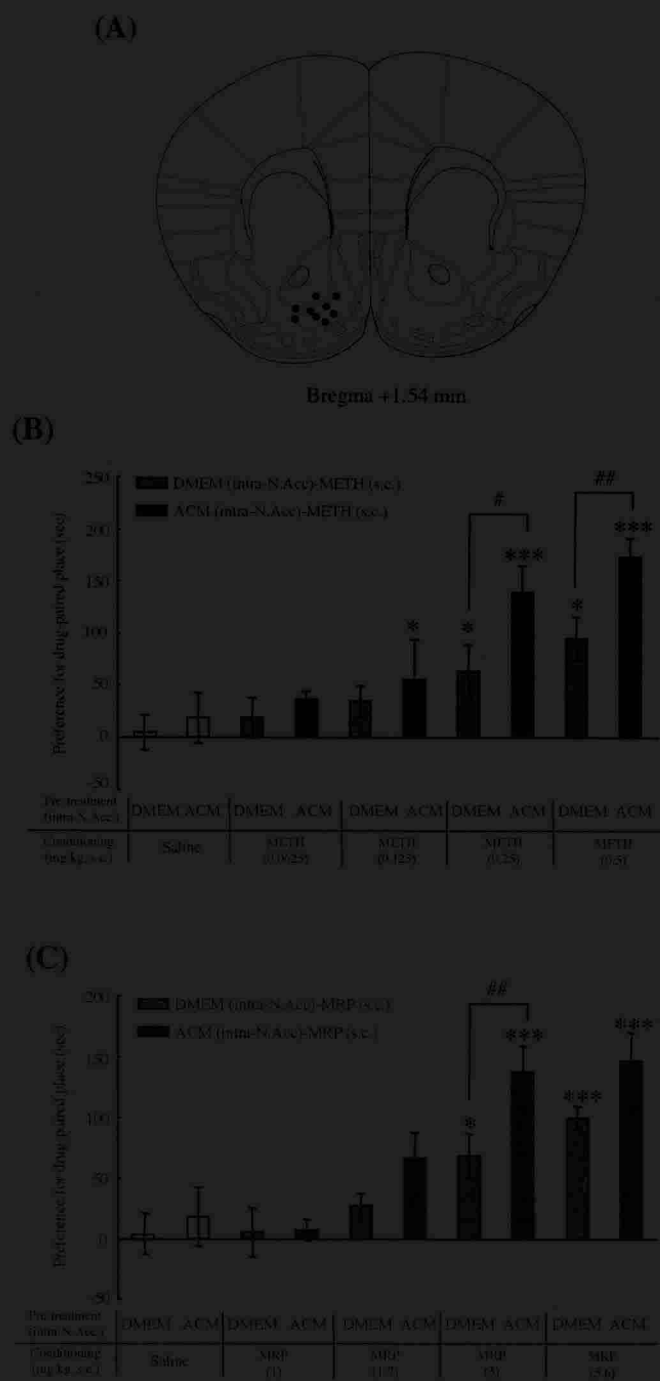 (A)
Bregma +1.54 mm
(B)
250
200
150
100
50
0
-50
Preference for drug-paired place (sec)
DMEM (intra-N.Acc)-METH (s.c.)
ACM (intra-N.Acc)-METH (s.c.)
# ##
* * *** * ***
Pre-treatment
(intra-N.Acc.)
DMEM ACM DMEM ACM DMEM ACM DMEM ACM DMEM ACM
Conditioning
(mg/kg, s.c.)
Saline METH METH METH METH
(0.0625) (0.125) (0.25) (0.5)
(C)
200
150
100
50
0
-50
Preference for drug-paired place (sec)
DMEM (intra-N.Acc)-MRP (s.c.)
ACM (intra-N.Acc)-MRP (s.c.)
##
* *** *** ***
Pre-treatment
(intra-N.Acc.)
DMEM ACM DMEM ACM DMEM ACM DMEM ACM DMEM ACM
Conditioning
(mg/kg, s.c.)
Saline MRP MRP MRP MRP
(1) (3) (5.6)